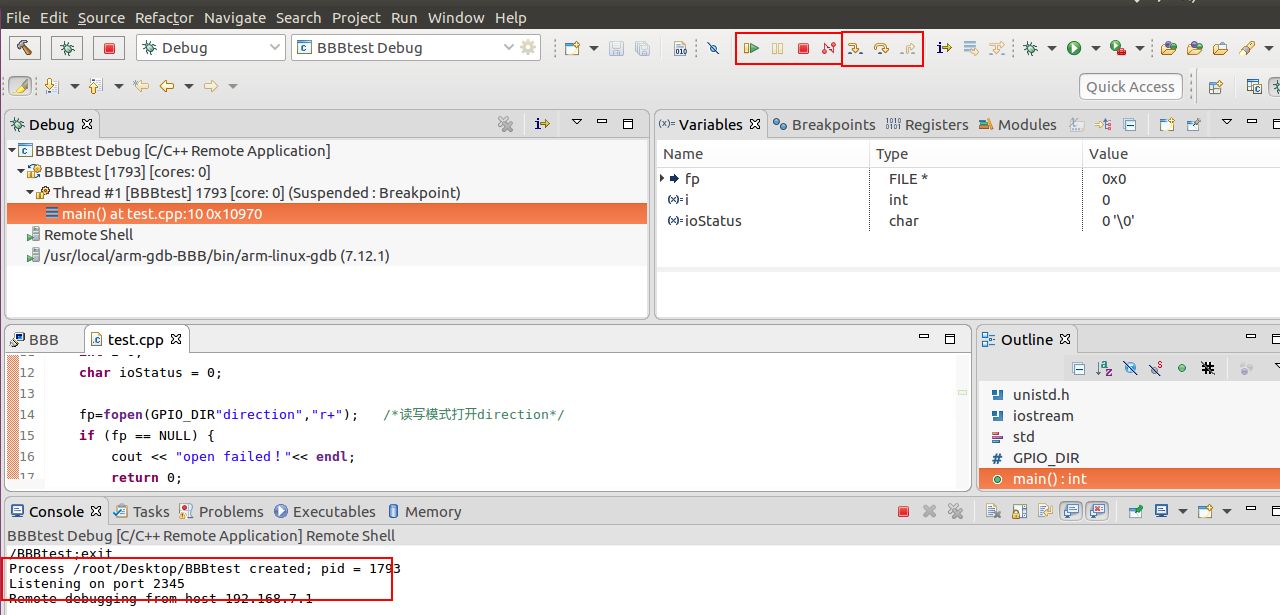 File Edit Source Refactor Navigate Search Project Run Window Help
Debug BBBtest Debug
Quick Access
Debug
BBBtest Debug [C/C++ Remote Application]
BBBtest [1793] [cores: 0]
Thread #1 [BBBtest] 1793 [core: 0] (Suspended : Breakpoint)
main() at test.cpp:10 0x10970
Remote Shell
/usr/local/arm-gdb-BBB/bin/arm-linux-gdb (7.12.1)
Variables Breakpoints Registers Modules
Name Type Value
fp FILE * 0x0
i int 0
ioStatus char 0 '\0'
BBB test.cpp
12 char ioStatus = 0;
13
14 fp=fopen(GPIO_DIR"direction","r+"); /*读写模式打开direction*/
15 if (fp == NULL) {
16 cout << "open failed！"<< endl;
17 return 0;
Outline
unistd.h
iostream
std
GPIO_DIR
main() : int
Console Tasks Problems Executables Memory
BBBtest Debug [C/C++ Remote Application] Remote Shell
/BBBtest;exit
Process /root/Desktop/BBBtest created; pid = 1793
Listening on port 2345
Remote debugging from host 192.168.7.1